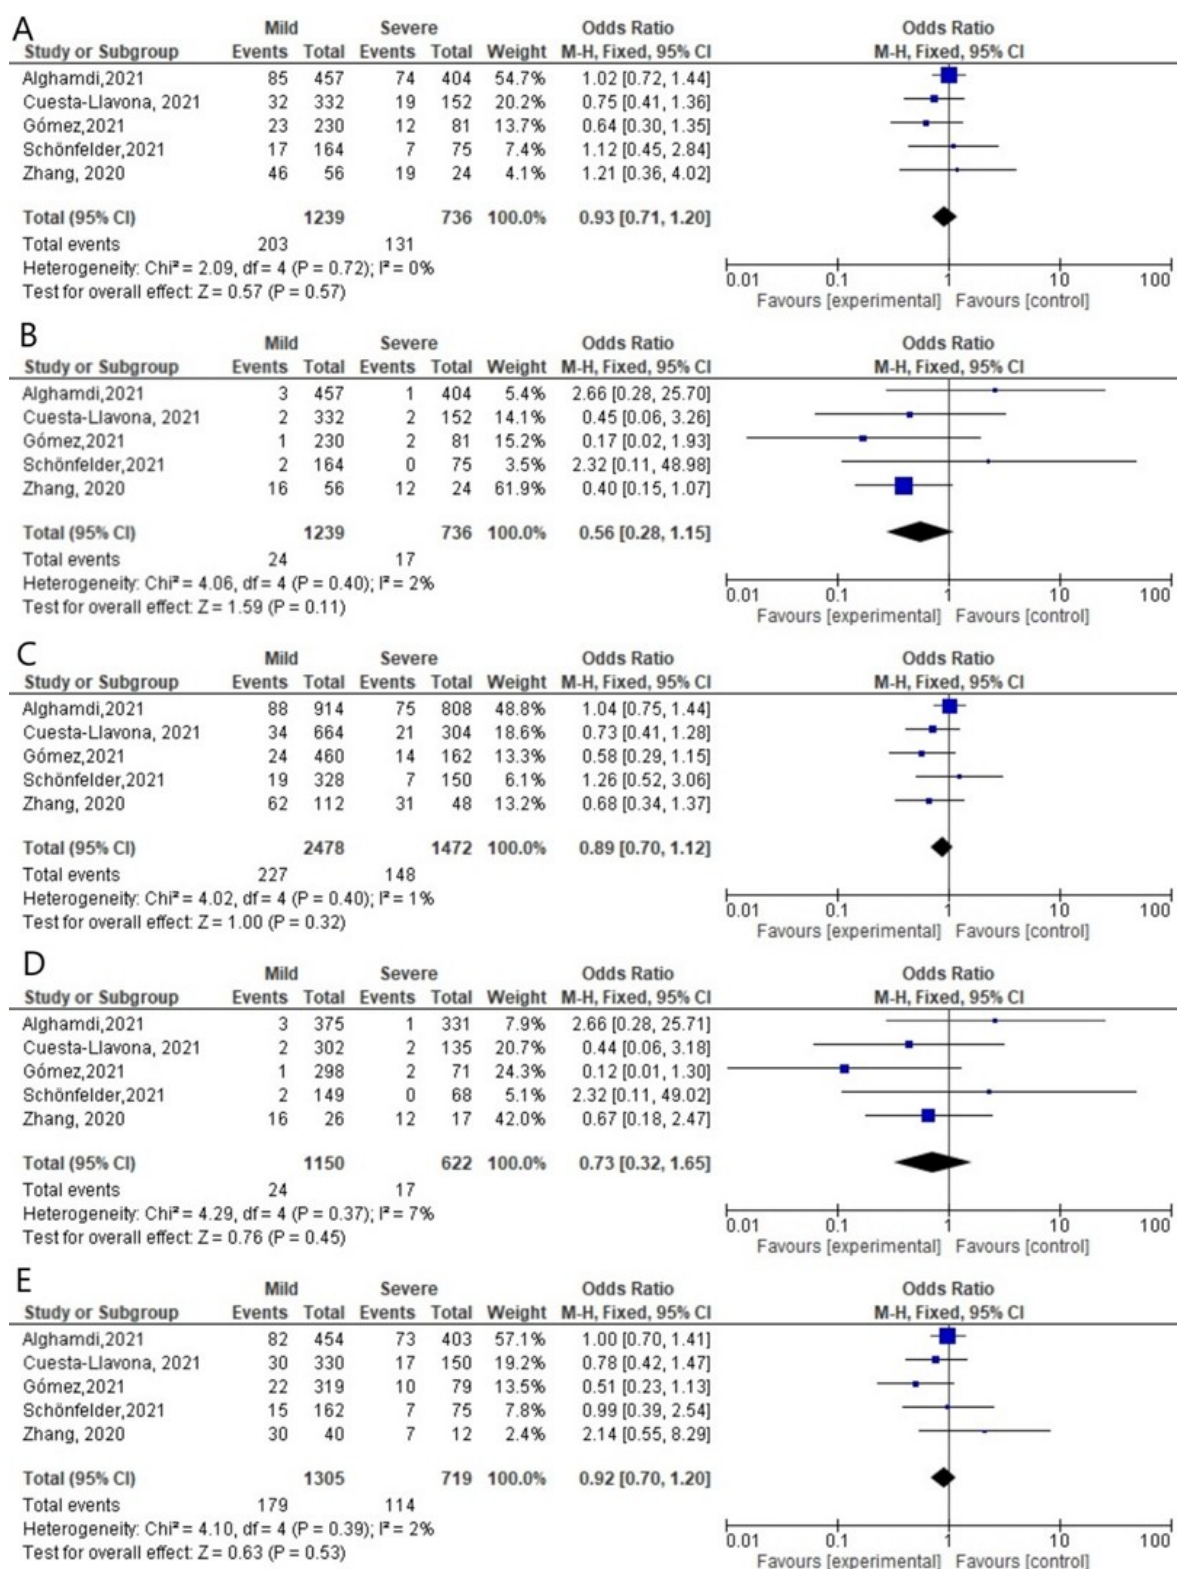 A
Mild Severe Odds Ratio Odds Ratio
Study or Subgroup Events Total Events Total Weight M-H, Fixed, 95% CI M-H, Fixed, 95% CI
Alghamdi,2021 85 457 74 404 54.7% 1.02 [0.72, 1.44]
Cuesta-Llavona, 2021 32 332 19 152 20.2% 0.75 [0.41, 1.36]
Gómez,2021 23 230 12 81 13.7% 0.64 [0.30, 1.35]
Schönfelder,2021 17 164 7 75 7.4% 1.12 [0.45, 2.84]
Zhang, 2020 46 56 19 24 4.1% 1.21 [0.36, 4.02]
Total (95% CI) 1239 736 100.0% 0.93 [0.71, 1.20]
Total events 203 131
Heterogeneity: Chi² = 2.09, df = 4 (P = 0.72); I² = 0%
Test for overall effect: Z = 0.57 (P = 0.57)
0.01 0.1 1 10 100
Favours [experimental] Favours [control]
B
Mild Severe Odds Ratio Odds Ratio
Study or Subgroup Events Total Events Total Weight M-H, Fixed, 95% CI M-H, Fixed, 95% CI
Alghamdi,2021 3 457 1 404 5.4% 2.66 [0.28, 25.70]
Cuesta-Llavona, 2021 2 332 2 152 14.1% 0.45 [0.06, 3.26]
Gómez,2021 1 230 2 81 15.2% 0.17 [0.02, 1.93]
Schönfelder,2021 2 164 0 75 3.5% 2.32 [0.11, 48.98]
Zhang, 2020 16 56 12 24 61.9% 0.40 [0.15, 1.07]
Total (95% CI) 1239 736 100.0% 0.56 [0.28, 1.15]
Total events 24 17
Heterogeneity: Chi² = 4.06, df = 4 (P = 0.40); I² = 2%
Test for overall effect: Z = 1.59 (P = 0.11)
0.01 0.1 1 10 100
Favours [experimental] Favours [control]
C
Mild Severe Odds Ratio Odds Ratio
Study or Subgroup Events Total Events Total Weight M-H, Fixed, 95% CI M-H, Fixed, 95% CI
Alghamdi,2021 88 914 75 808 48.8% 1.04 [0.75, 1.44]
Cuesta-Llavona, 2021 34 664 21 304 18.6% 0.73 [0.41, 1.28]
Gómez,2021 24 460 14 162 13.3% 0.58 [0.29, 1.15]
Schönfelder,2021 19 328 7 150 6.1% 1.26 [0.52, 3.06]
Zhang, 2020 62 112 31 48 13.2% 0.68 [0.34, 1.37]
Total (95% CI) 2478 1472 100.0% 0.89 [0.70, 1.12]
Total events 227 148
Heterogeneity: Chi² = 4.02, df = 4 (P = 0.40); I² = 1%
Test for overall effect: Z = 1.00 (P = 0.32)
0.01 0.1 1 10 100
Favours [experimental] Favours [control]
D
Mild Severe Odds Ratio Odds Ratio
Study or Subgroup Events Total Events Total Weight M-H, Fixed, 95% CI M-H, Fixed, 95% CI
Alghamdi,2021 3 375 1 331 7.9% 2.66 [0.28, 25.71]
Cuesta-Llavona, 2021 2 302 2 135 20.7% 0.44 [0.06, 3.18]
Gómez,2021 1 298 2 71 24.3% 0.12 [0.01, 1.30]
Schönfelder,2021 2 149 0 68 5.1% 2.32 [0.11, 49.02]
Zhang, 2020 16 26 12 17 42.0% 0.67 [0.18, 2.47]
Total (95% CI) 1150 622 100.0% 0.73 [0.32, 1.65]
Total events 24 17
Heterogeneity: Chi² = 4.29, df = 4 (P = 0.37); I² = 7%
Test for overall effect: Z = 0.76 (P = 0.45)
0.01 0.1 1 10 100
Favours [experimental] Favours [control]
E
Mild Severe Odds Ratio Odds Ratio
Study or Subgroup Events Total Events Total Weight M-H, Fixed, 95% CI M-H, Fixed, 95% CI
Alghamdi,2021 82 454 73 403 57.1% 1.00 [0.70, 1.41]
Cuesta-Llavona, 2021 30 330 17 150 19.2% 0.78 [0.42, 1.47]
Gómez,2021 22 319 10 79 13.5% 0.51 [0.23, 1.13]
Schönfelder,2021 15 162 7 75 7.8% 0.99 [0.39, 2.54]
Zhang, 2020 30 40 7 12 2.4% 2.14 [0.55, 8.29]
Total (95% CI) 1305 719 100.0% 0.92 [0.70, 1.20]
Total events 179 114
Heterogeneity: Chi² = 4.10, df = 4 (P = 0.39); I² = 2%
Test for overall effect: Z = 0.63 (P = 0.53)
0.01 0.1 1 10 100
Favours [experimental] Favours [control]